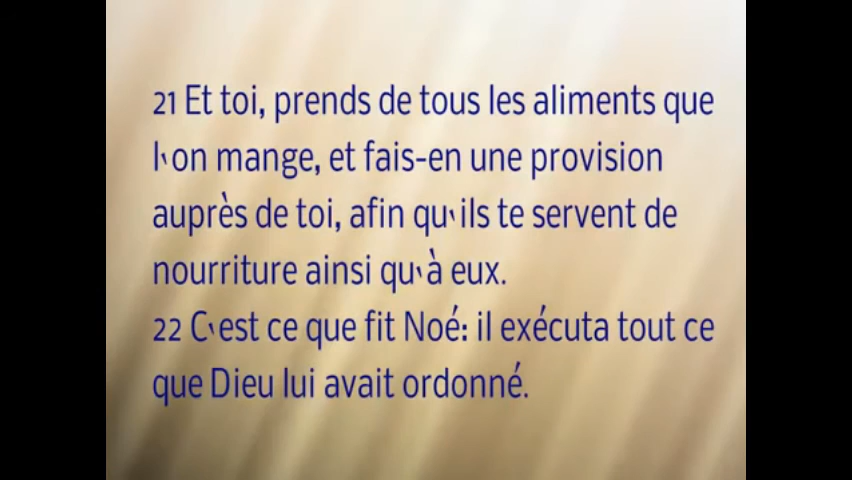 21 Et toi, prends de tous les aliments que
l'on mange, et fais-en une provision
auprès de toi, afin qu'ils te servent de
nourriture ainsi qu'à eux.
22 C'est ce que fit Noé: il exécuta tout ce
que Dieu lui avait ordonné.